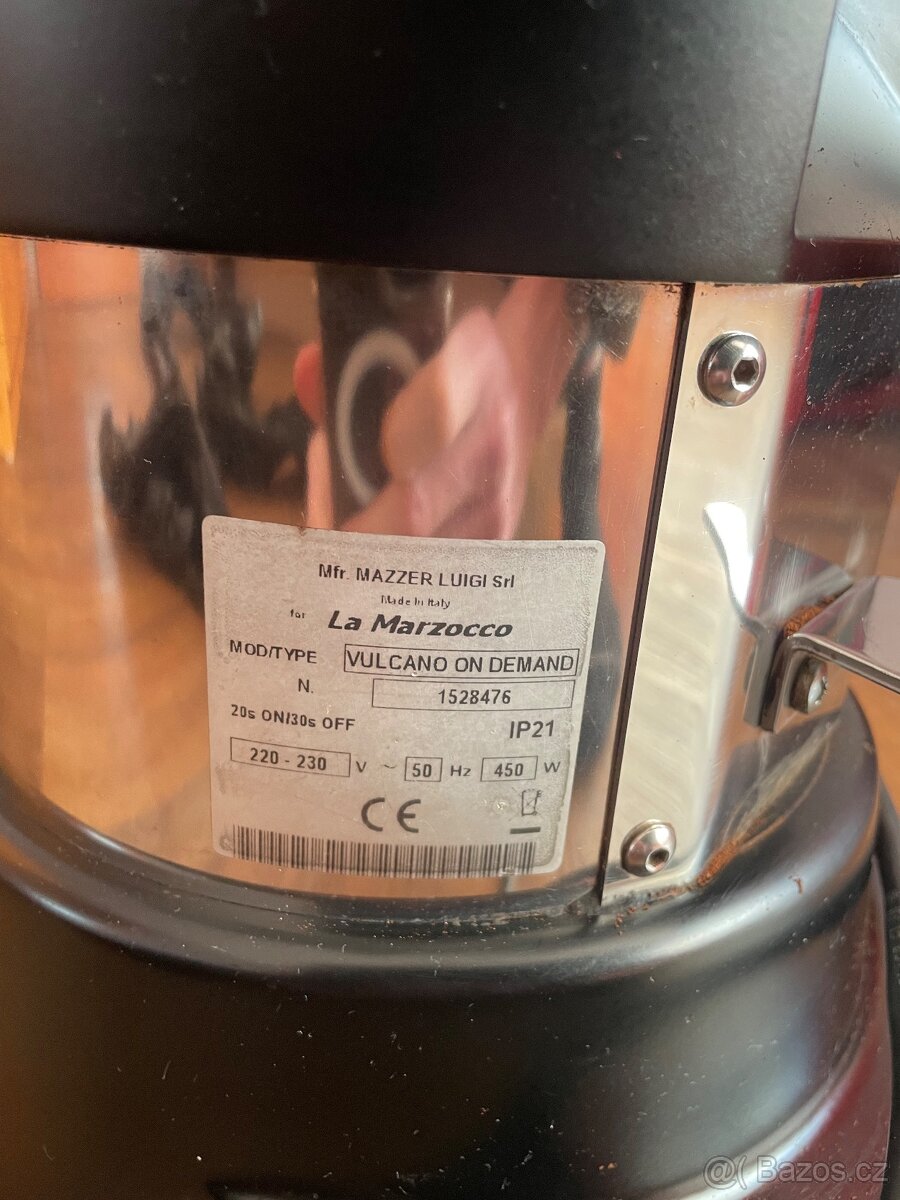 Mfr. MAZZER LUIGI Srl
Made In Italy
for La Marzocco
MOD/TYPE VULCANO ON DEMAND
N. 1528476
20s ON/30s OFF IP21
220 - 230 V ~ 50 Hz 450 W
CE
@( Bazos.cz